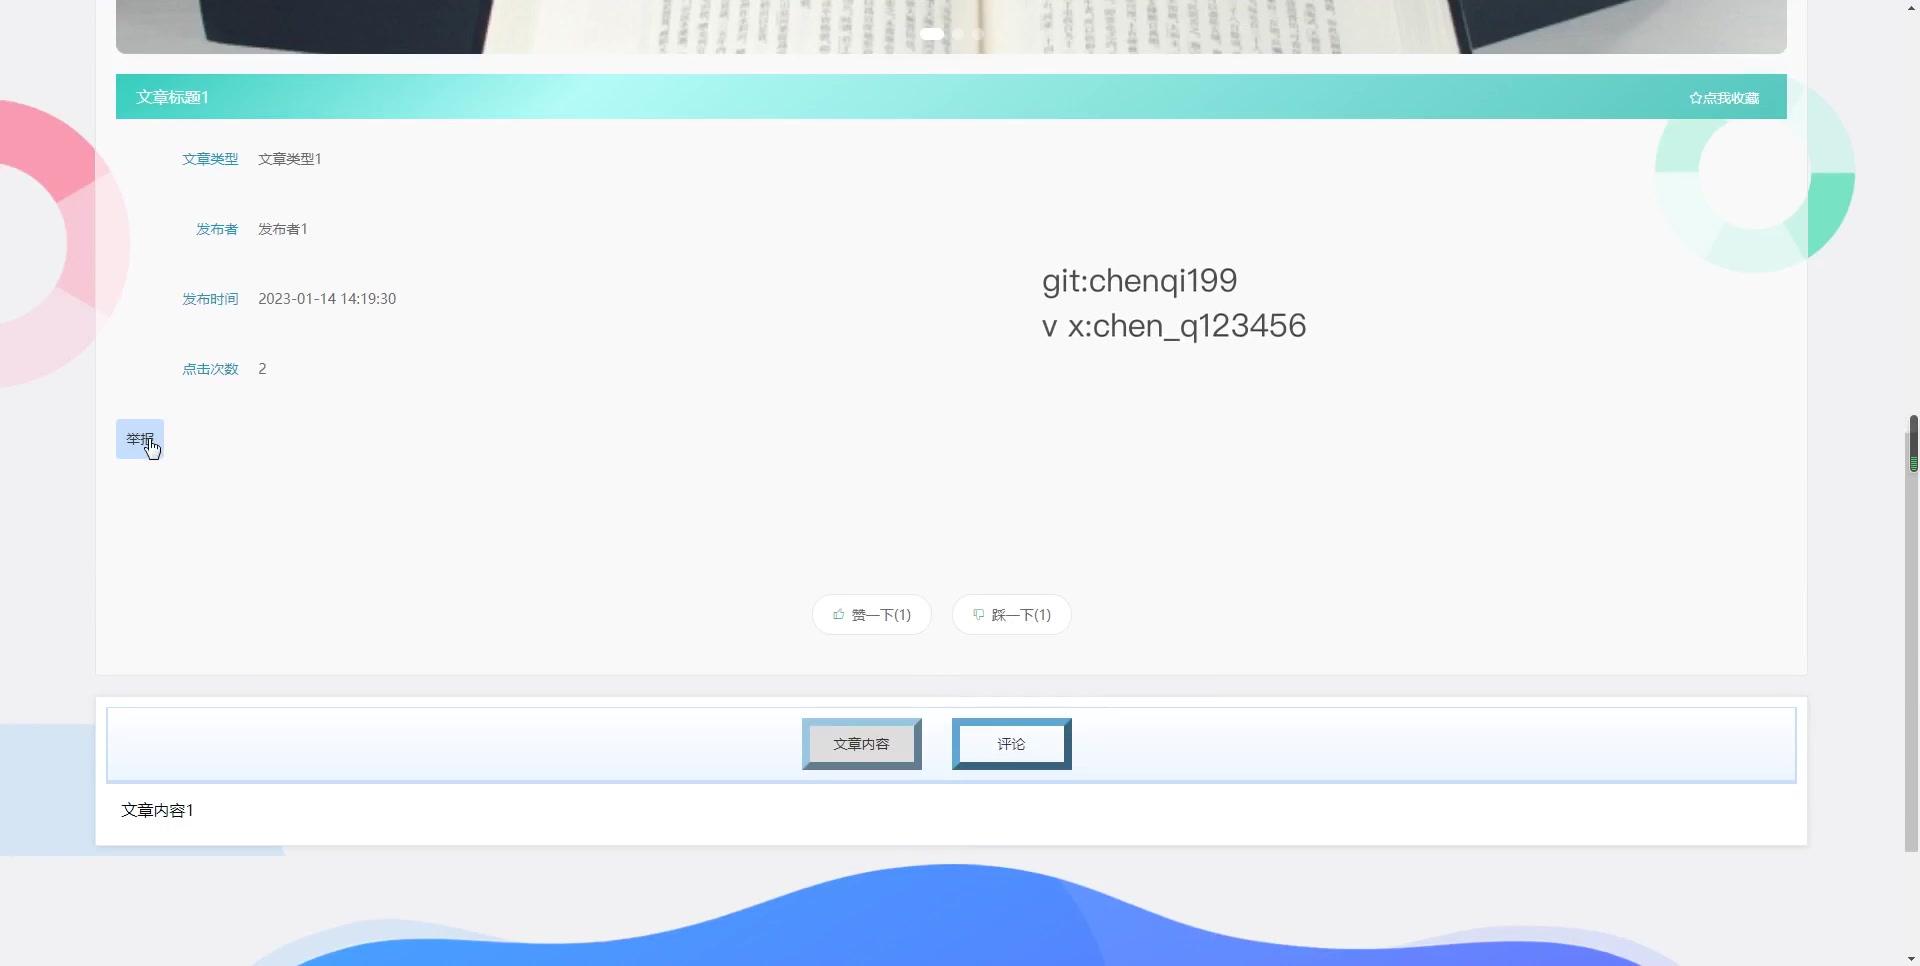 文章标题1
点我收藏
文章类型 文章类型1
发布者 发布者1
发布时间 2023-01-14 14:19:30
点击次数 2
git:chenqi199
v x:chen_q123456
举报
赞一下(1) 踩一下(1)
文章内容 评论
文章内容1